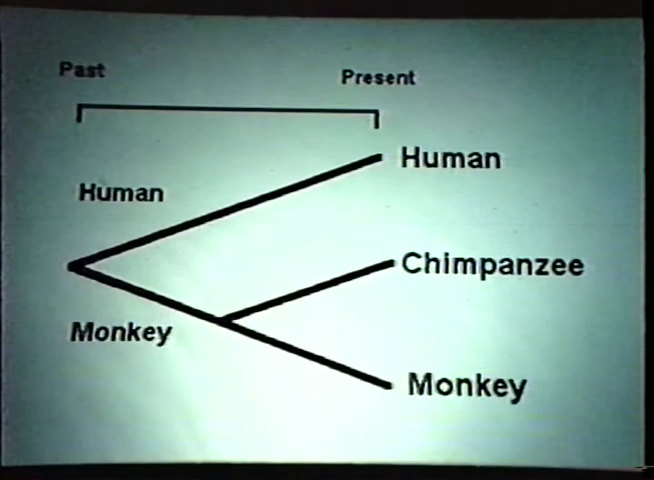 Past
Present
Human
Human
Chimpanzee
Monkey
Monkey